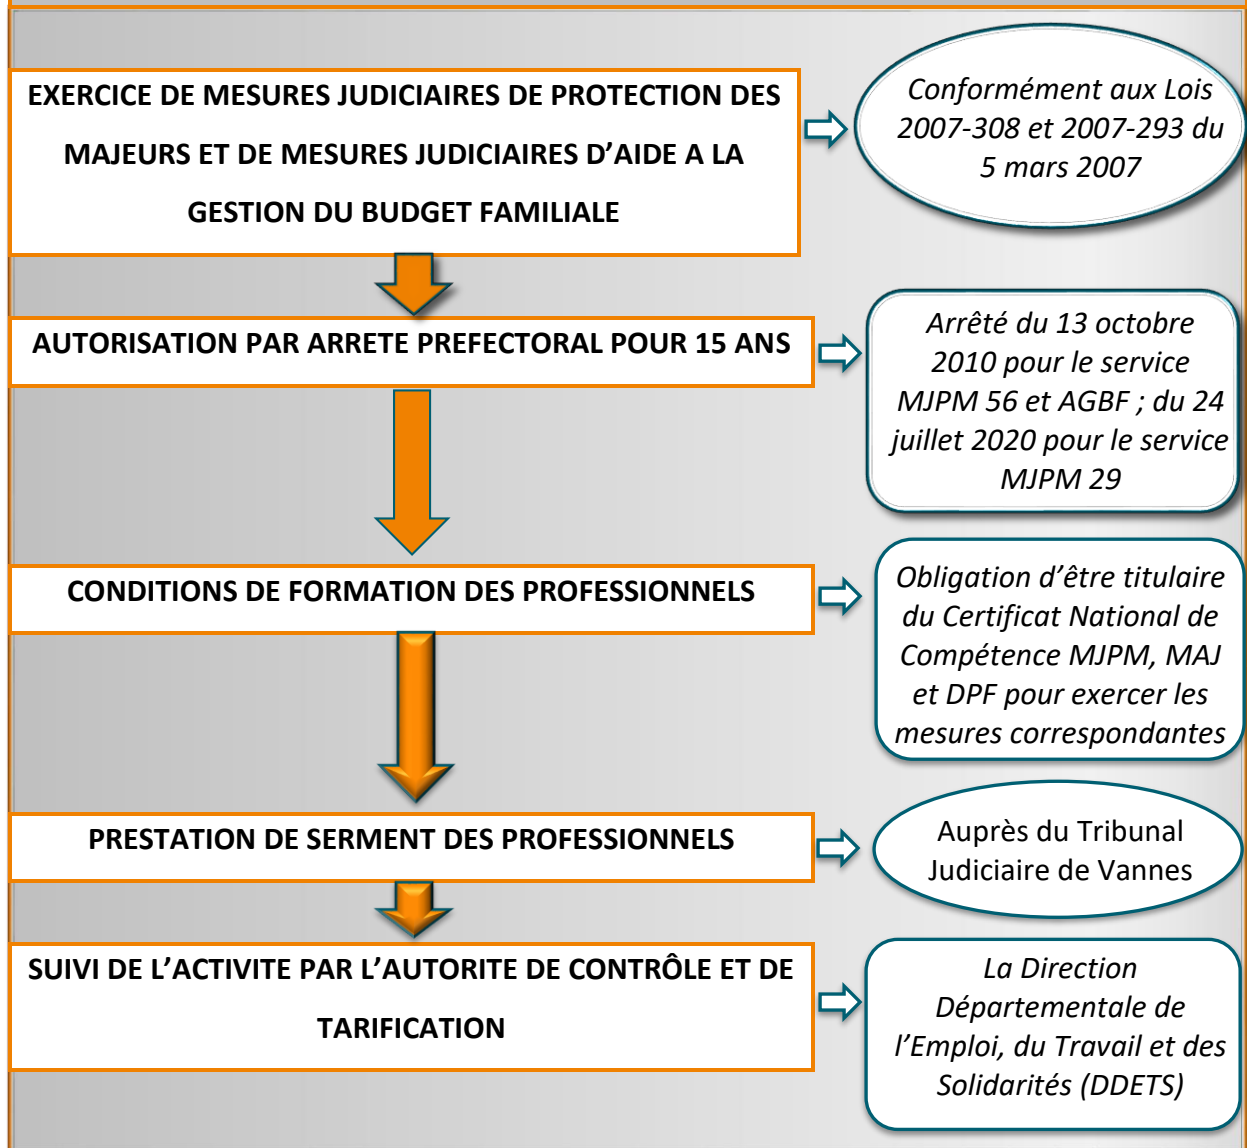 EXERCICE DE MESURES JUDICIAIRES DE PROTECTION DES
MAJEURS ET DE MESURES JUDICIAIRES D’AIDE A LA
GESTION DU BUDGET FAMILIALE
Conformément aux Lois
2007-308 et 2007-293 du
5 mars 2007
AUTORISATION PAR ARRETE PREFECTORAL POUR 15 ANS
Arrêté du 13 octobre
2010 pour le service
MJPM 56 et AGBF ; du 24
juillet 2020 pour le service
MJPM 29
CONDITIONS DE FORMATION DES PROFESSIONNELS
Obligation d’être titulaire
du Certificat National de
Compétence MJPM, MAJ
et DPF pour exercer les
mesures correspondantes
PRESTATION DE SERMENT DES PROFESSIONNELS
Auprès du Tribunal
Judiciaire de Vannes
SUIVI DE L’ACTIVITE PAR L’AUTORITE DE CONTRÔLE ET DE
TARIFICATION
La Direction
Départementale de
l’Emploi, du Travail et des
Solidarités (DDETS)